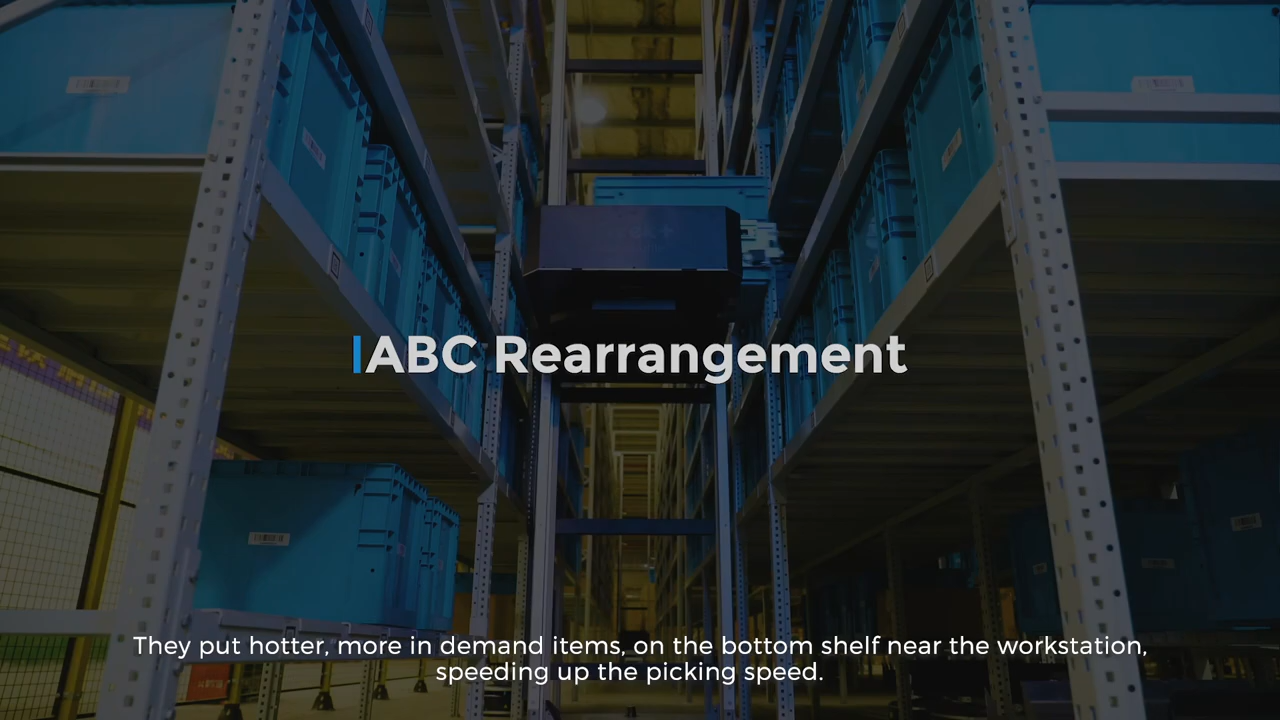 ABC Rearrangement
They put hotter, more in demand items, on the bottom shelf near the workstation,
speeding up the picking speed.